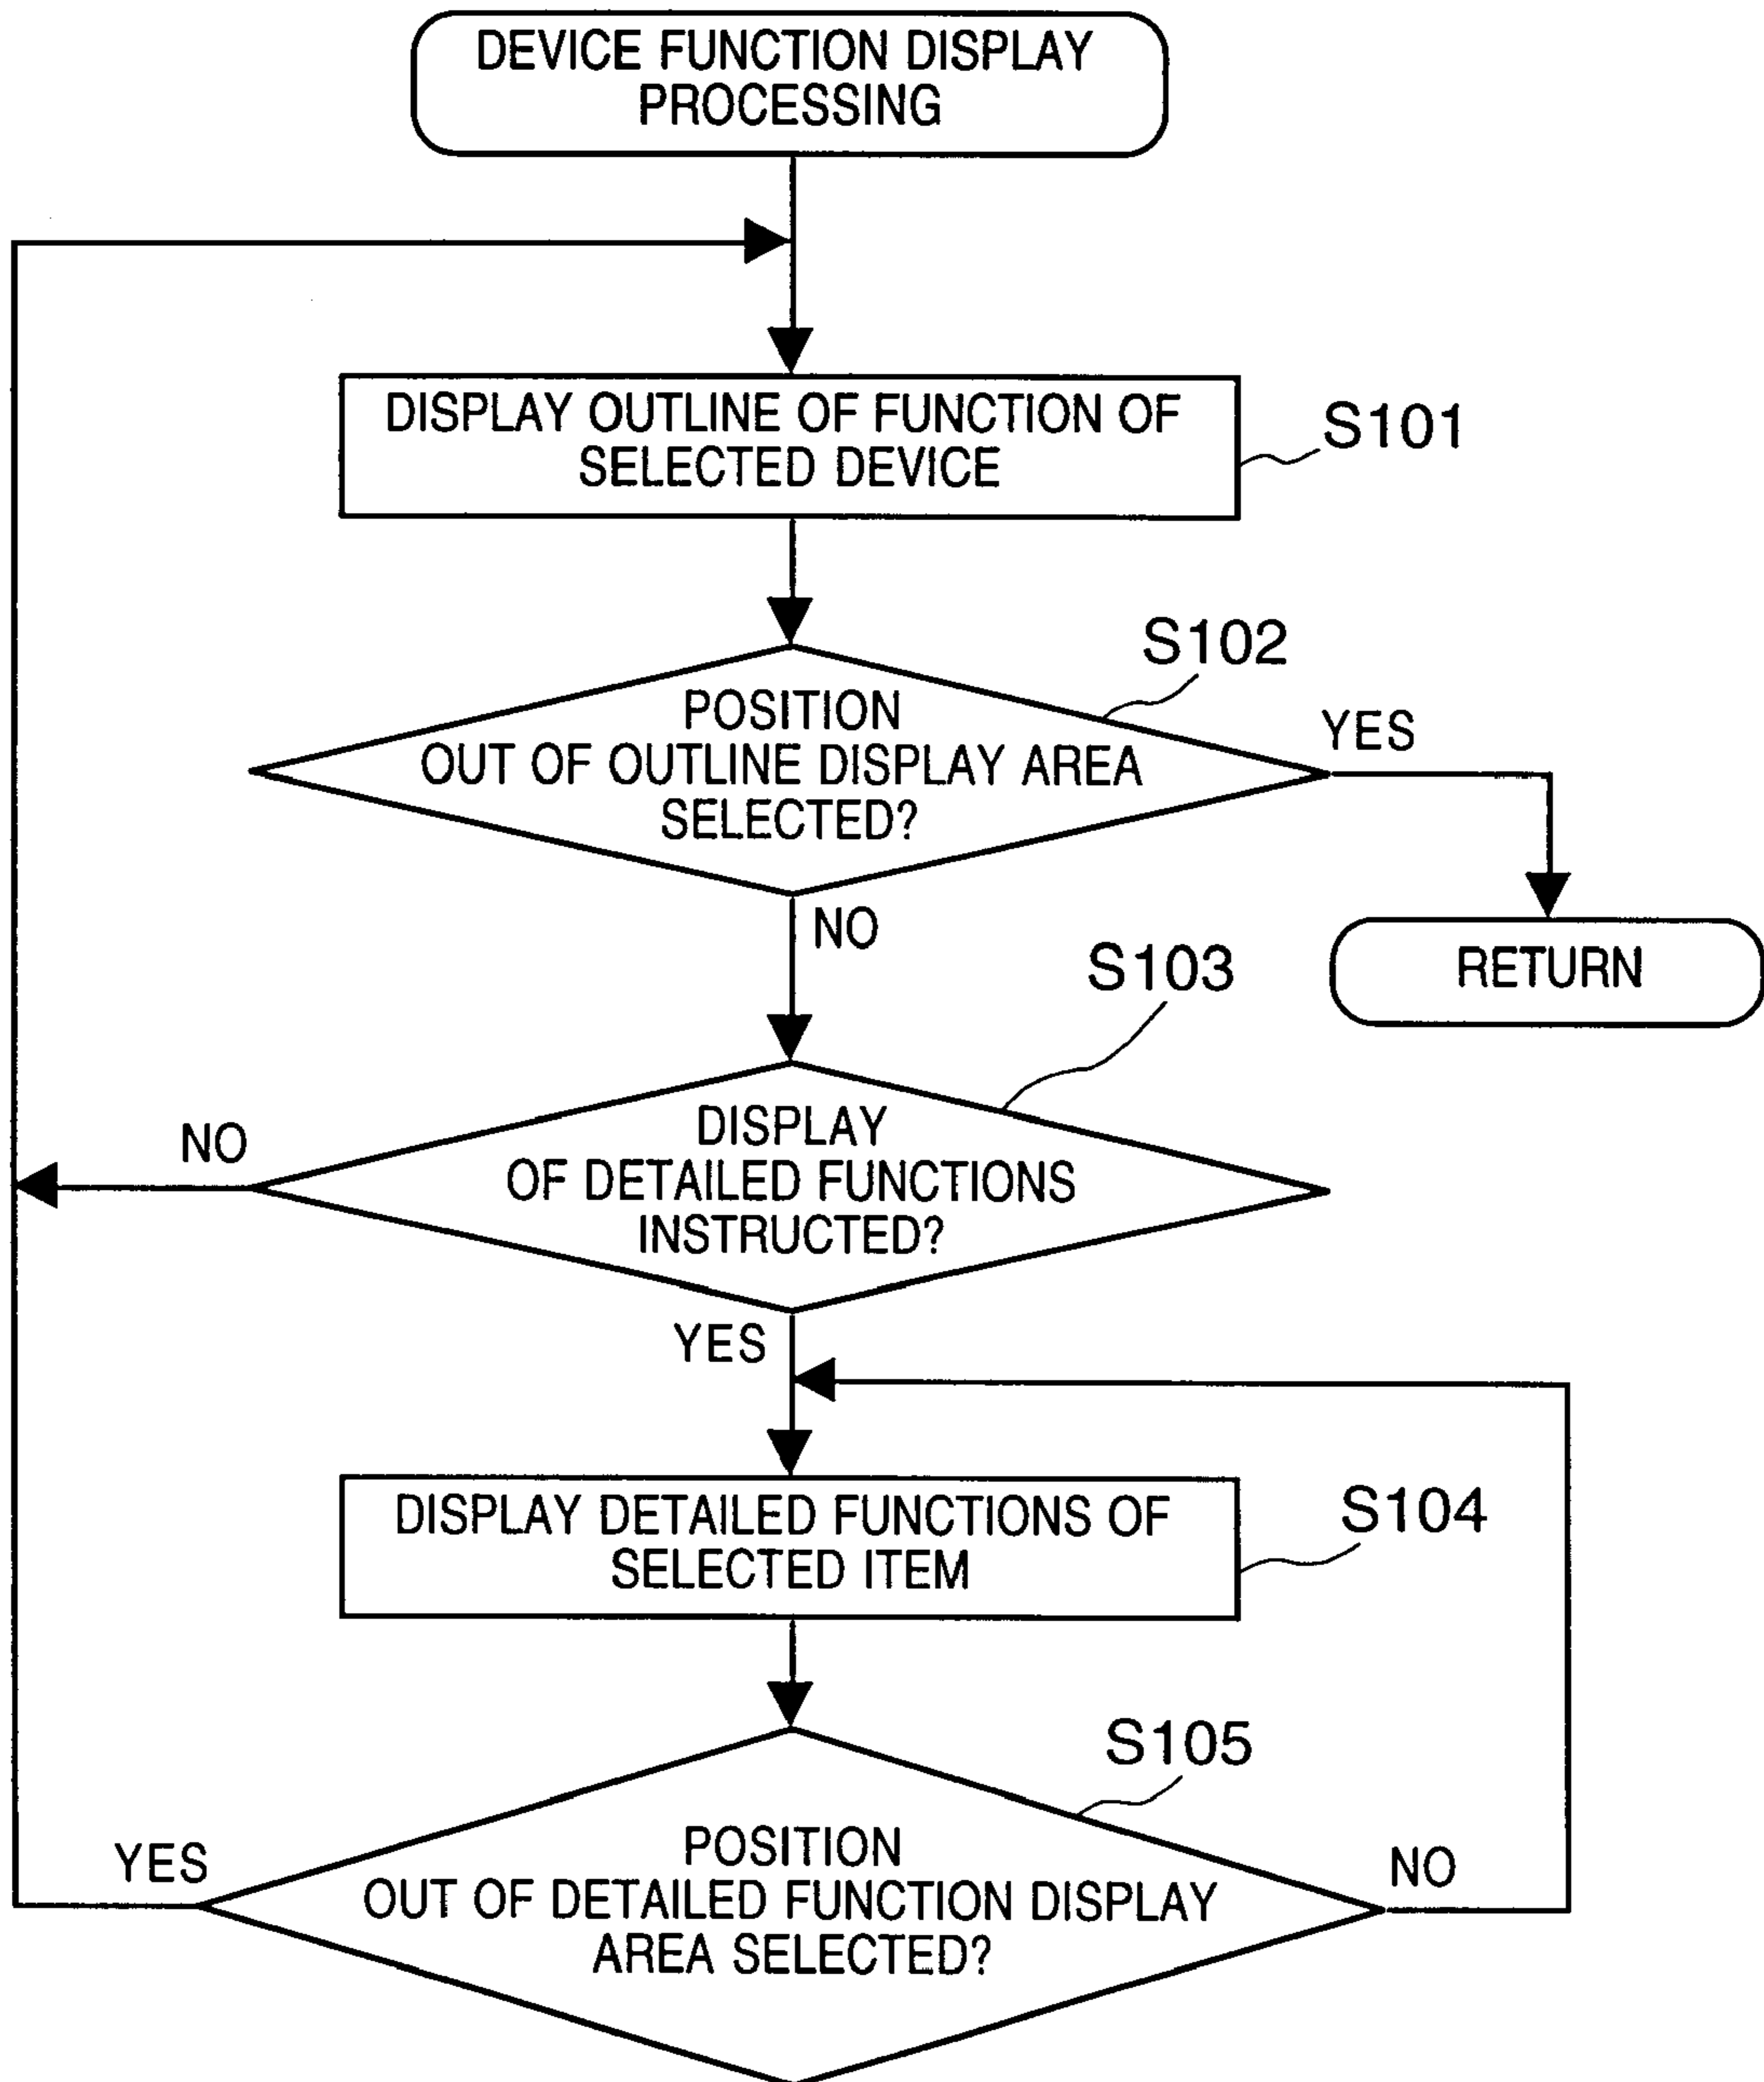 DEVICE FUNCTION DISPLAY
PROCESSING
DISPLAY OUTLINE OF FUNCTION OF
SELECTED DEVICE
S101
S102
POSITION
OUT OF OUTLINE DISPLAY AREA
SELECTED?
YES
NO
RETURN
S103
DISPLAY
OF DETAILED FUNCTIONS
INSTRUCTED?
NO
YES
DISPLAY DETAILED FUNCTIONS OF
SELECTED ITEM
S104
S105
POSITION
OUT OF DETAILED FUNCTION DISPLAY
AREA SELECTED?
YES
NO